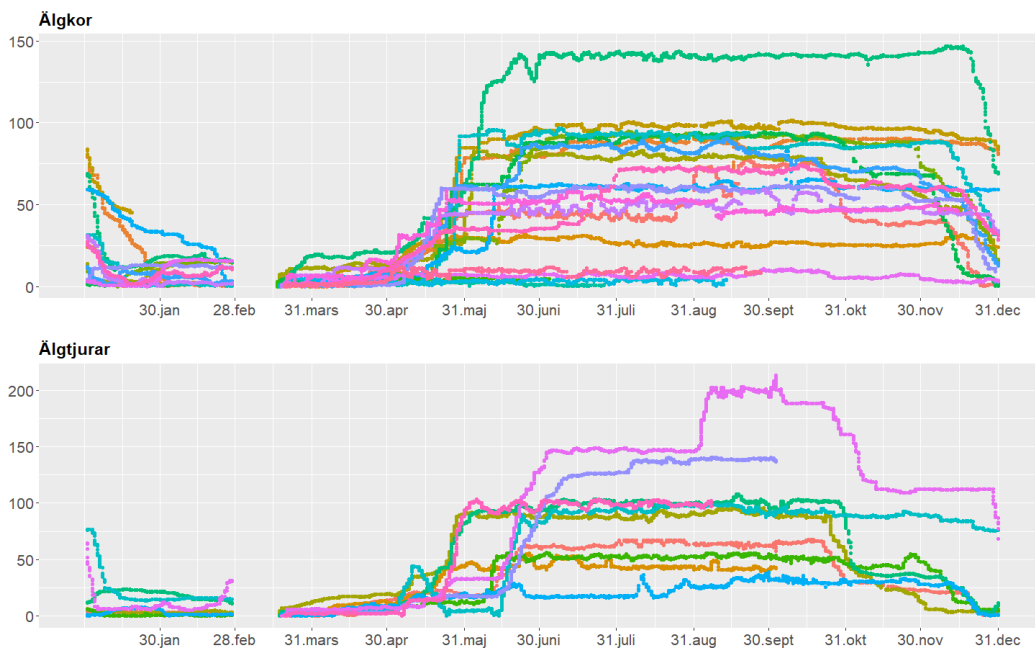 Älgkor
150
100
50
0
30.jan 28.feb 31.mars 30.apr 31.maj 30.juni 31.juli 31.aug 30.sept 31.okt 30.nov 31.dec
Älgtjurar
200
150
100
50
0
30.jan 28.feb 31.mars 30.apr 31.maj 30.juni 31.juli 31.aug 30.sept 31.okt 30.nov 31.dec